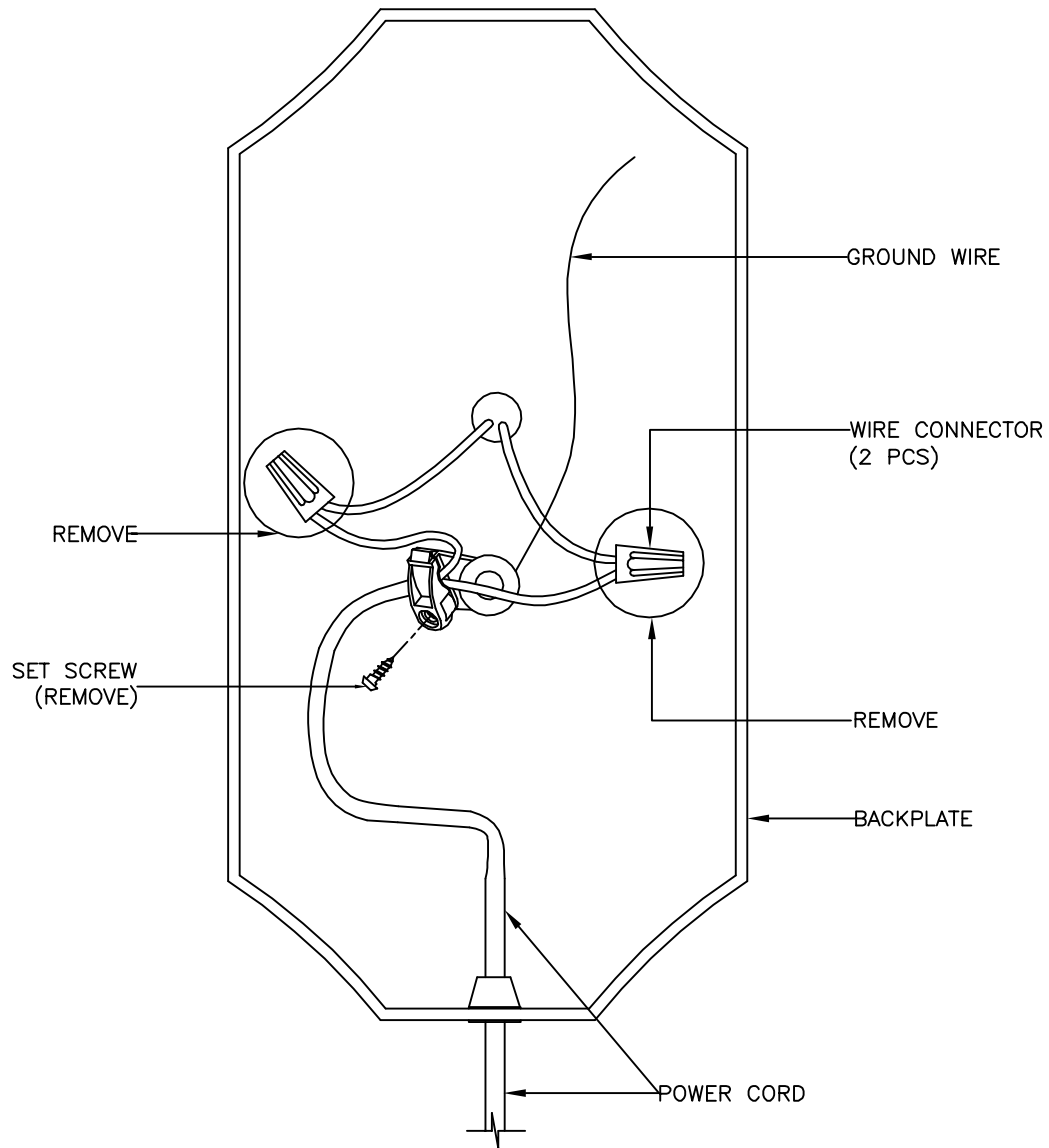 GROUND WIRE
WIRE CONNECTOR
(2 PCS)
REMOVE
SET SCREW
(REMOVE)
REMOVE
BACKPLATE
POWER CORD